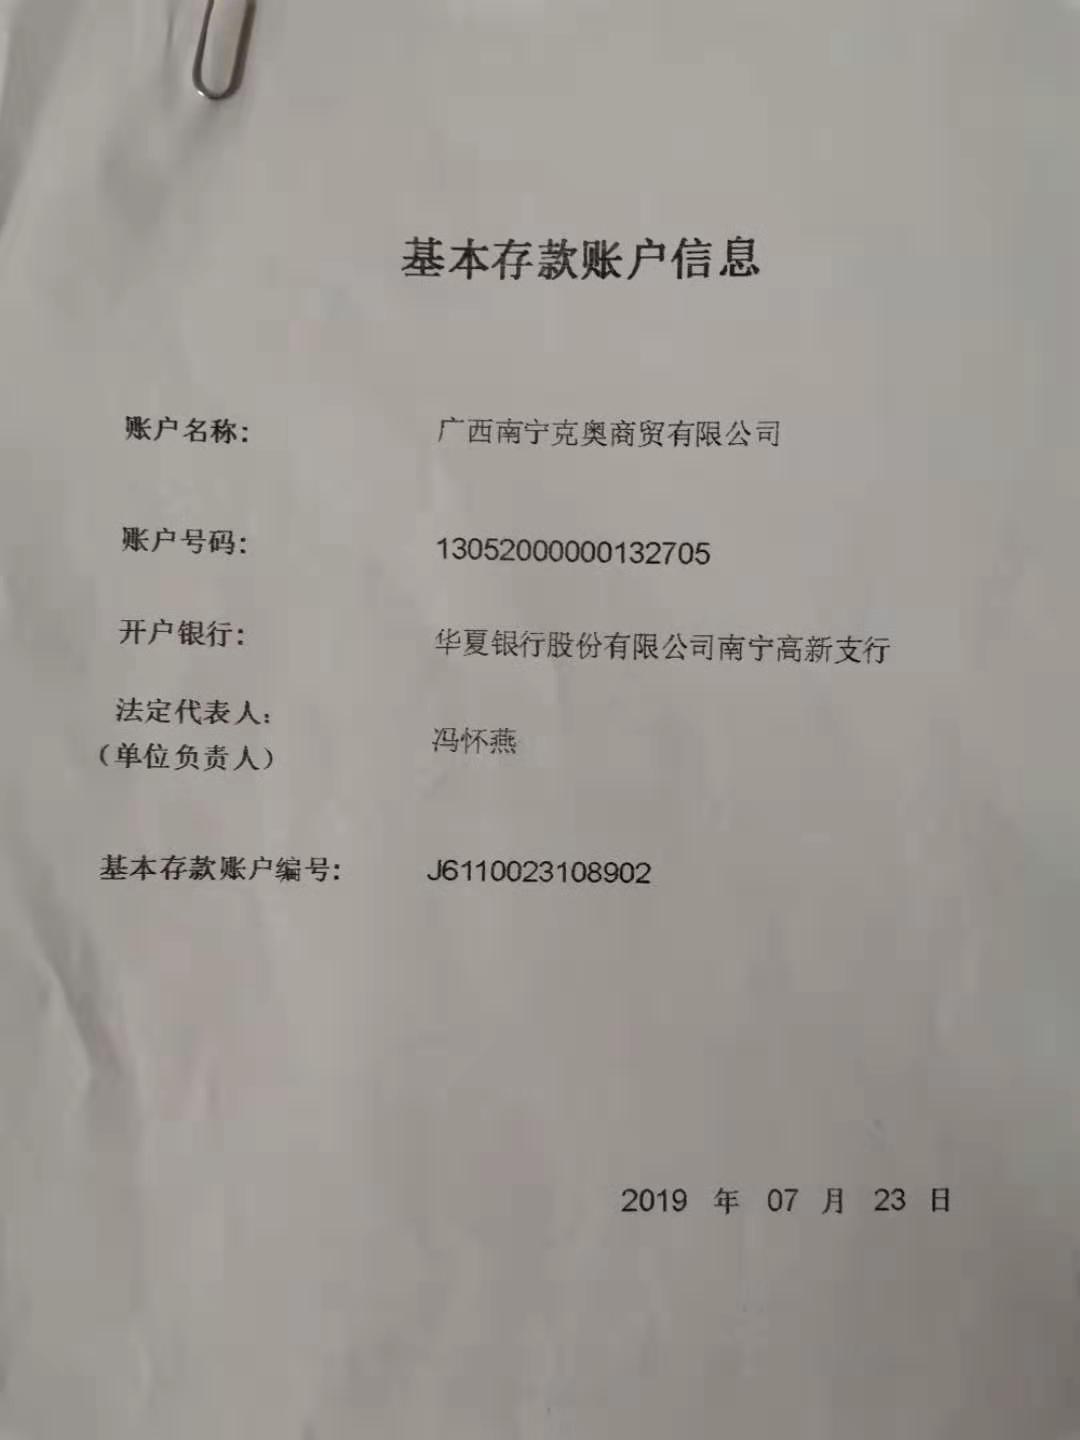 基本存款账户信息
账户名称: 广西南宁克奥商贸有限公司
账户号码: 13052000000132705
开户银行: 华夏银行股份有限公司南宁高新支行
法定代表人: 冯怀燕
（单位负责人）
基本存款账户编号: J6110023108902
2019 年 07 月 23 日